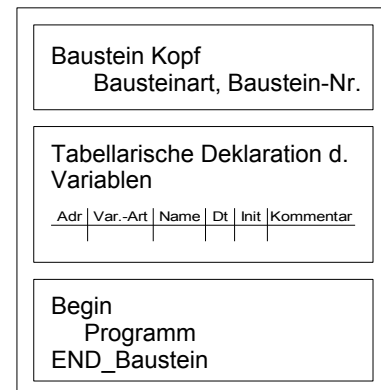 Baustein Kopf
Bausteinart, Baustein-Nr.
Tabellarische Deklaration d.
Variablen
Adr Var.-Art Name Dt Init Kommentar
Begin
Programm
END_Baustein